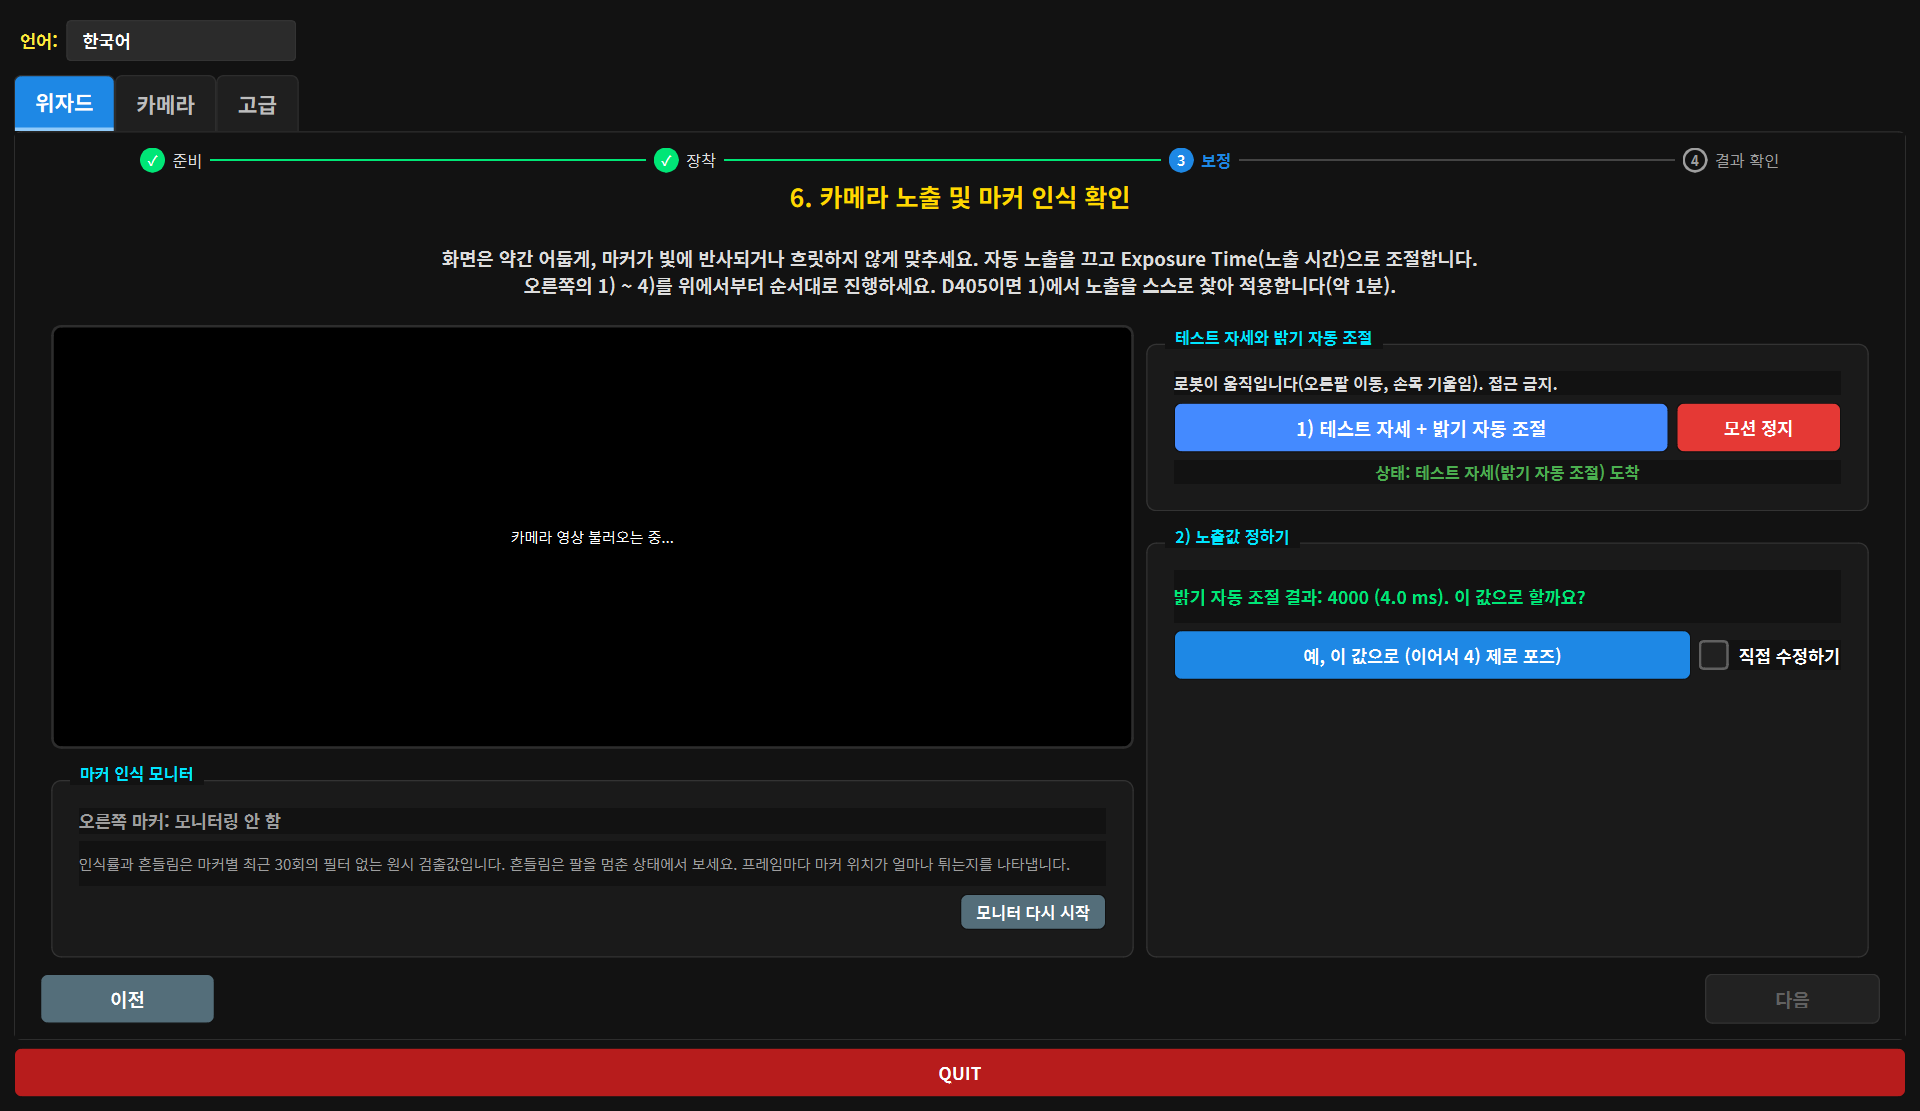 언어: 한국어
위자드 카메라 고급
✓ 준비 ✓ 장착 3 보정 4 결과 확인
6. 카메라 노출 및 마커 인식 확인
화면은 약간 어둡게, 마커가 빛에 반사되거나 흐릿하지 않게 맞추세요. 자동 노출을 끄고 Exposure Time(노출 시간)으로 조절합니다.
오른쪽의 1) ~ 4)를 위에서부터 순서대로 진행하세요. D405이면 1)에서 노출을 스스로 찾아 적용합니다(약 1분).
카메라 영상 불러오는 중...
마커 인식 모니터
오른쪽 마커: 모니터링 안 함
인식률과 흔들림은 마커별 최근 30회의 필터 없는 원시 검출값입니다. 흔들림은 팔을 멈춘 상태에서 보세요. 프레임마다 마커 위치가 얼마나 튀는지를 나타냅니다.
모니터 다시 시작
테스트 자세와 밝기 자동 조절
로봇이 움직입니다(오른팔 이동, 손목 기울임). 접근 금지.
1) 테스트 자세 + 밝기 자동 조절
모션 정지
상태: 테스트 자세(밝기 자동 조절) 도착
2) 노출값 정하기
밝기 자동 조절 결과: 4000 (4.0 ms). 이 값으로 할까요?
예, 이 값으로 (이어서 4) 제로 포즈)
직접 수정하기
이전
다음
QUIT